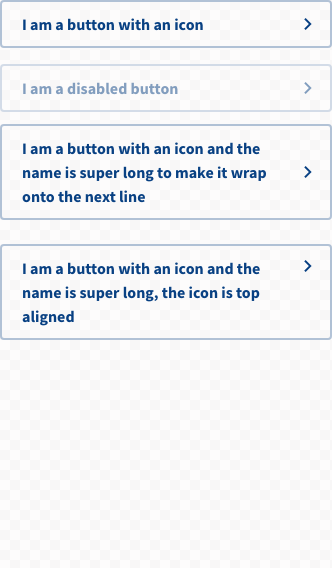 I am a button with an icon
I am a disabled button
I am a button with an icon and the
name is super long to make it wrap
onto the next line
I am a button with an icon and the
name is super long, the icon is top
aligned